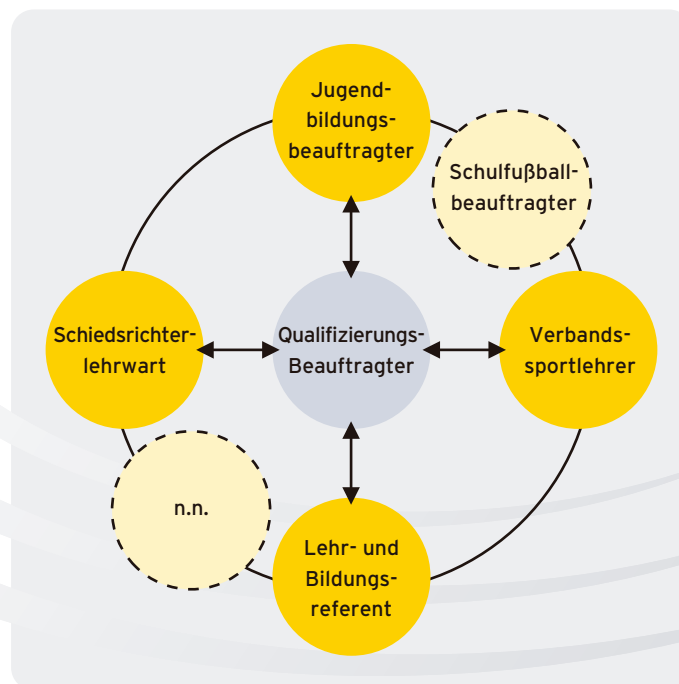 Jugend-
bildungs-
beauftragter
Schulfußball-
beauftragter
Schiedsrichter-
lehrwart
Qualifizierungs-
Beauftragter
Verbands-
sportlehrer
n.n.
Lehr- und
Bildungs-
referent